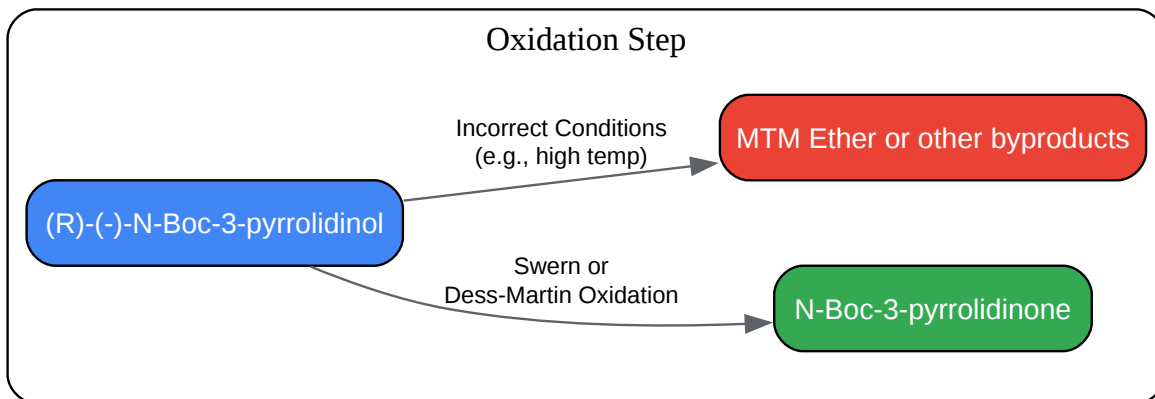 Oxidation Step
Incorrect Conditions
(e.g., high temp)
MTM Ether or other byproducts
(R)-(-)-N-Boc-3-pyrrolidinol
Swern or
Dess-Martin Oxidation
N-Boc-3-pyrrolidinone